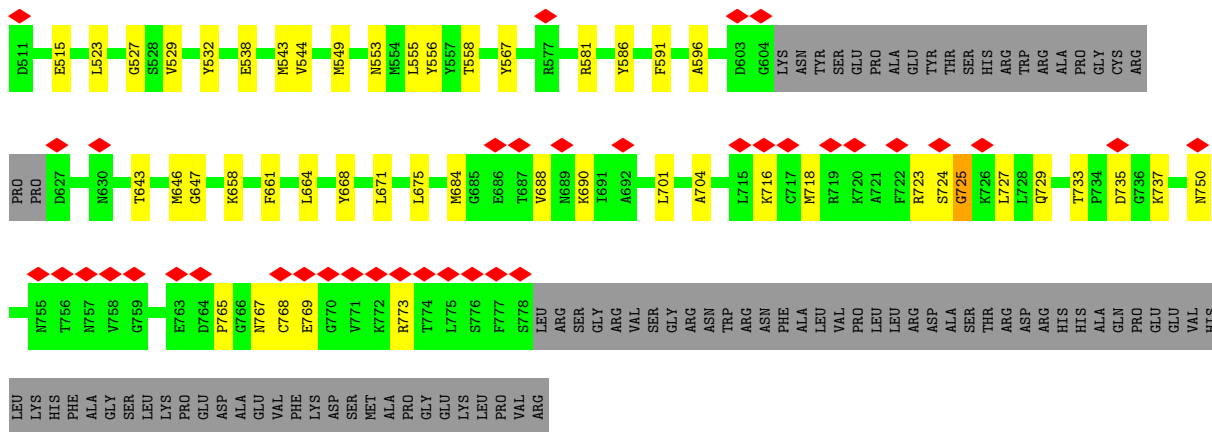 D511 E515 L523 G527 S528 V529 Y532 E538 M543 V544 M549 N553 M554 L555 Y556 Y557 T558 Y567 R577 R581 Y586 F591 A596 D603 G604 LYS ASN TYR SER GLU PRO ALA GLU TYR THR SER HIS ARG TRP ARG ALA PRO GLY CYS ARG
PRO PRO D627 N630 T643 M646 G647 K658 F661 L664 Y668 L671 L675 M684 G685 E686 T687 V688 N689 K690 I691 A692 L701 A704 L715 K716 C717 M718 R719 K720 A721 F722 R723 S724 G725 K726 L727 L728 Q729 T733 P734 D735 G736 K737 N750
N755 T756 N757 V758 G759 E763 D764 P765 G766 N767 C768 E769 G770 V771 K772 R773 T774 L775 S776 F777 S778 LEU ARG SER GLY ARG VAL SER GLY ARG ASN TRP ARG ASN PHE ALA LEU VAL PRO LEU LEU ARG ASP ALA SER THR ARG ASP ARG HIS HIS ALA GLN PRO GLU GLU VAL HIS
LEU LYS HIS PHE ALA GLY SER LEU LYS PRO GLU ASP ALA GLU VAL PHE LYS ASP SER MET ALA PRO GLY GLU LYS LEU PRO VAL ARG